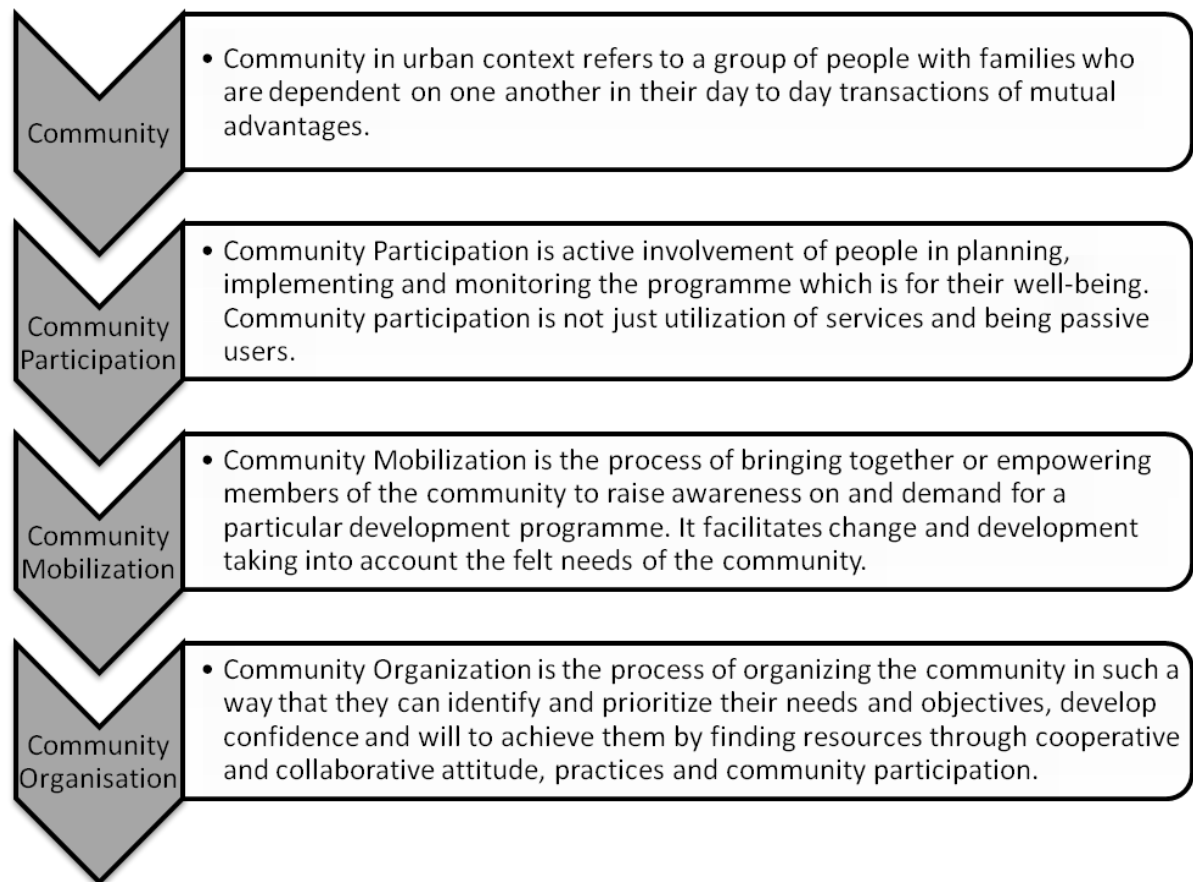 Community
• Community in urban context refers to a group of people with families who
are dependent on one another in their day to day transactions of mutual
advantages.
Community
Participation
• Community Participation is active involvement of people in planning,
implementing and monitoring the programme which is for their well-being.
Community participation is not just utilization of services and being passive
users.
Community
Mobilization
• Community Mobilization is the process of bringing together or empowering
members of the community to raise awareness on and demand for a
particular development programme. It facilitates change and development
taking into account the felt needs of the community.
Community
Organisation
• Community Organization is the process of organizing the community in such a
way that they can identify and prioritize their needs and objectives, develop
confidence and will to achieve them by finding resources through cooperative
and collaborative attitude, practices and community participation.